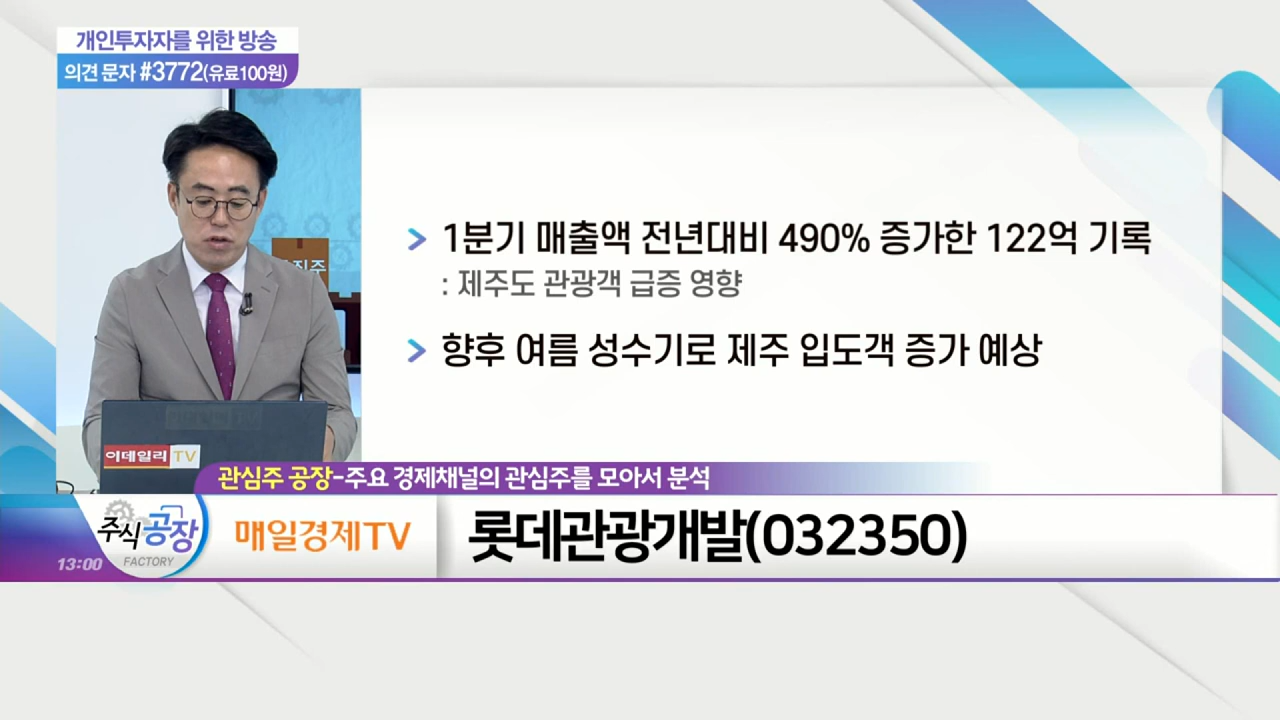 개인투자자를 위한 방송
의견 문자 #3772(유료100원)
1분기 매출액 전년대비 490% 증가한 122억 기록
: 제주도 관광객 급증 영향
향후 여름 성수기로 제주 입도객 증가 예상
이데일리 TV
관심주 공장-주요 경제채널의 관심주를 모아서 분석
주식공장
FACTORY
13:00
매일경제TV
롯데관광개발(032350)